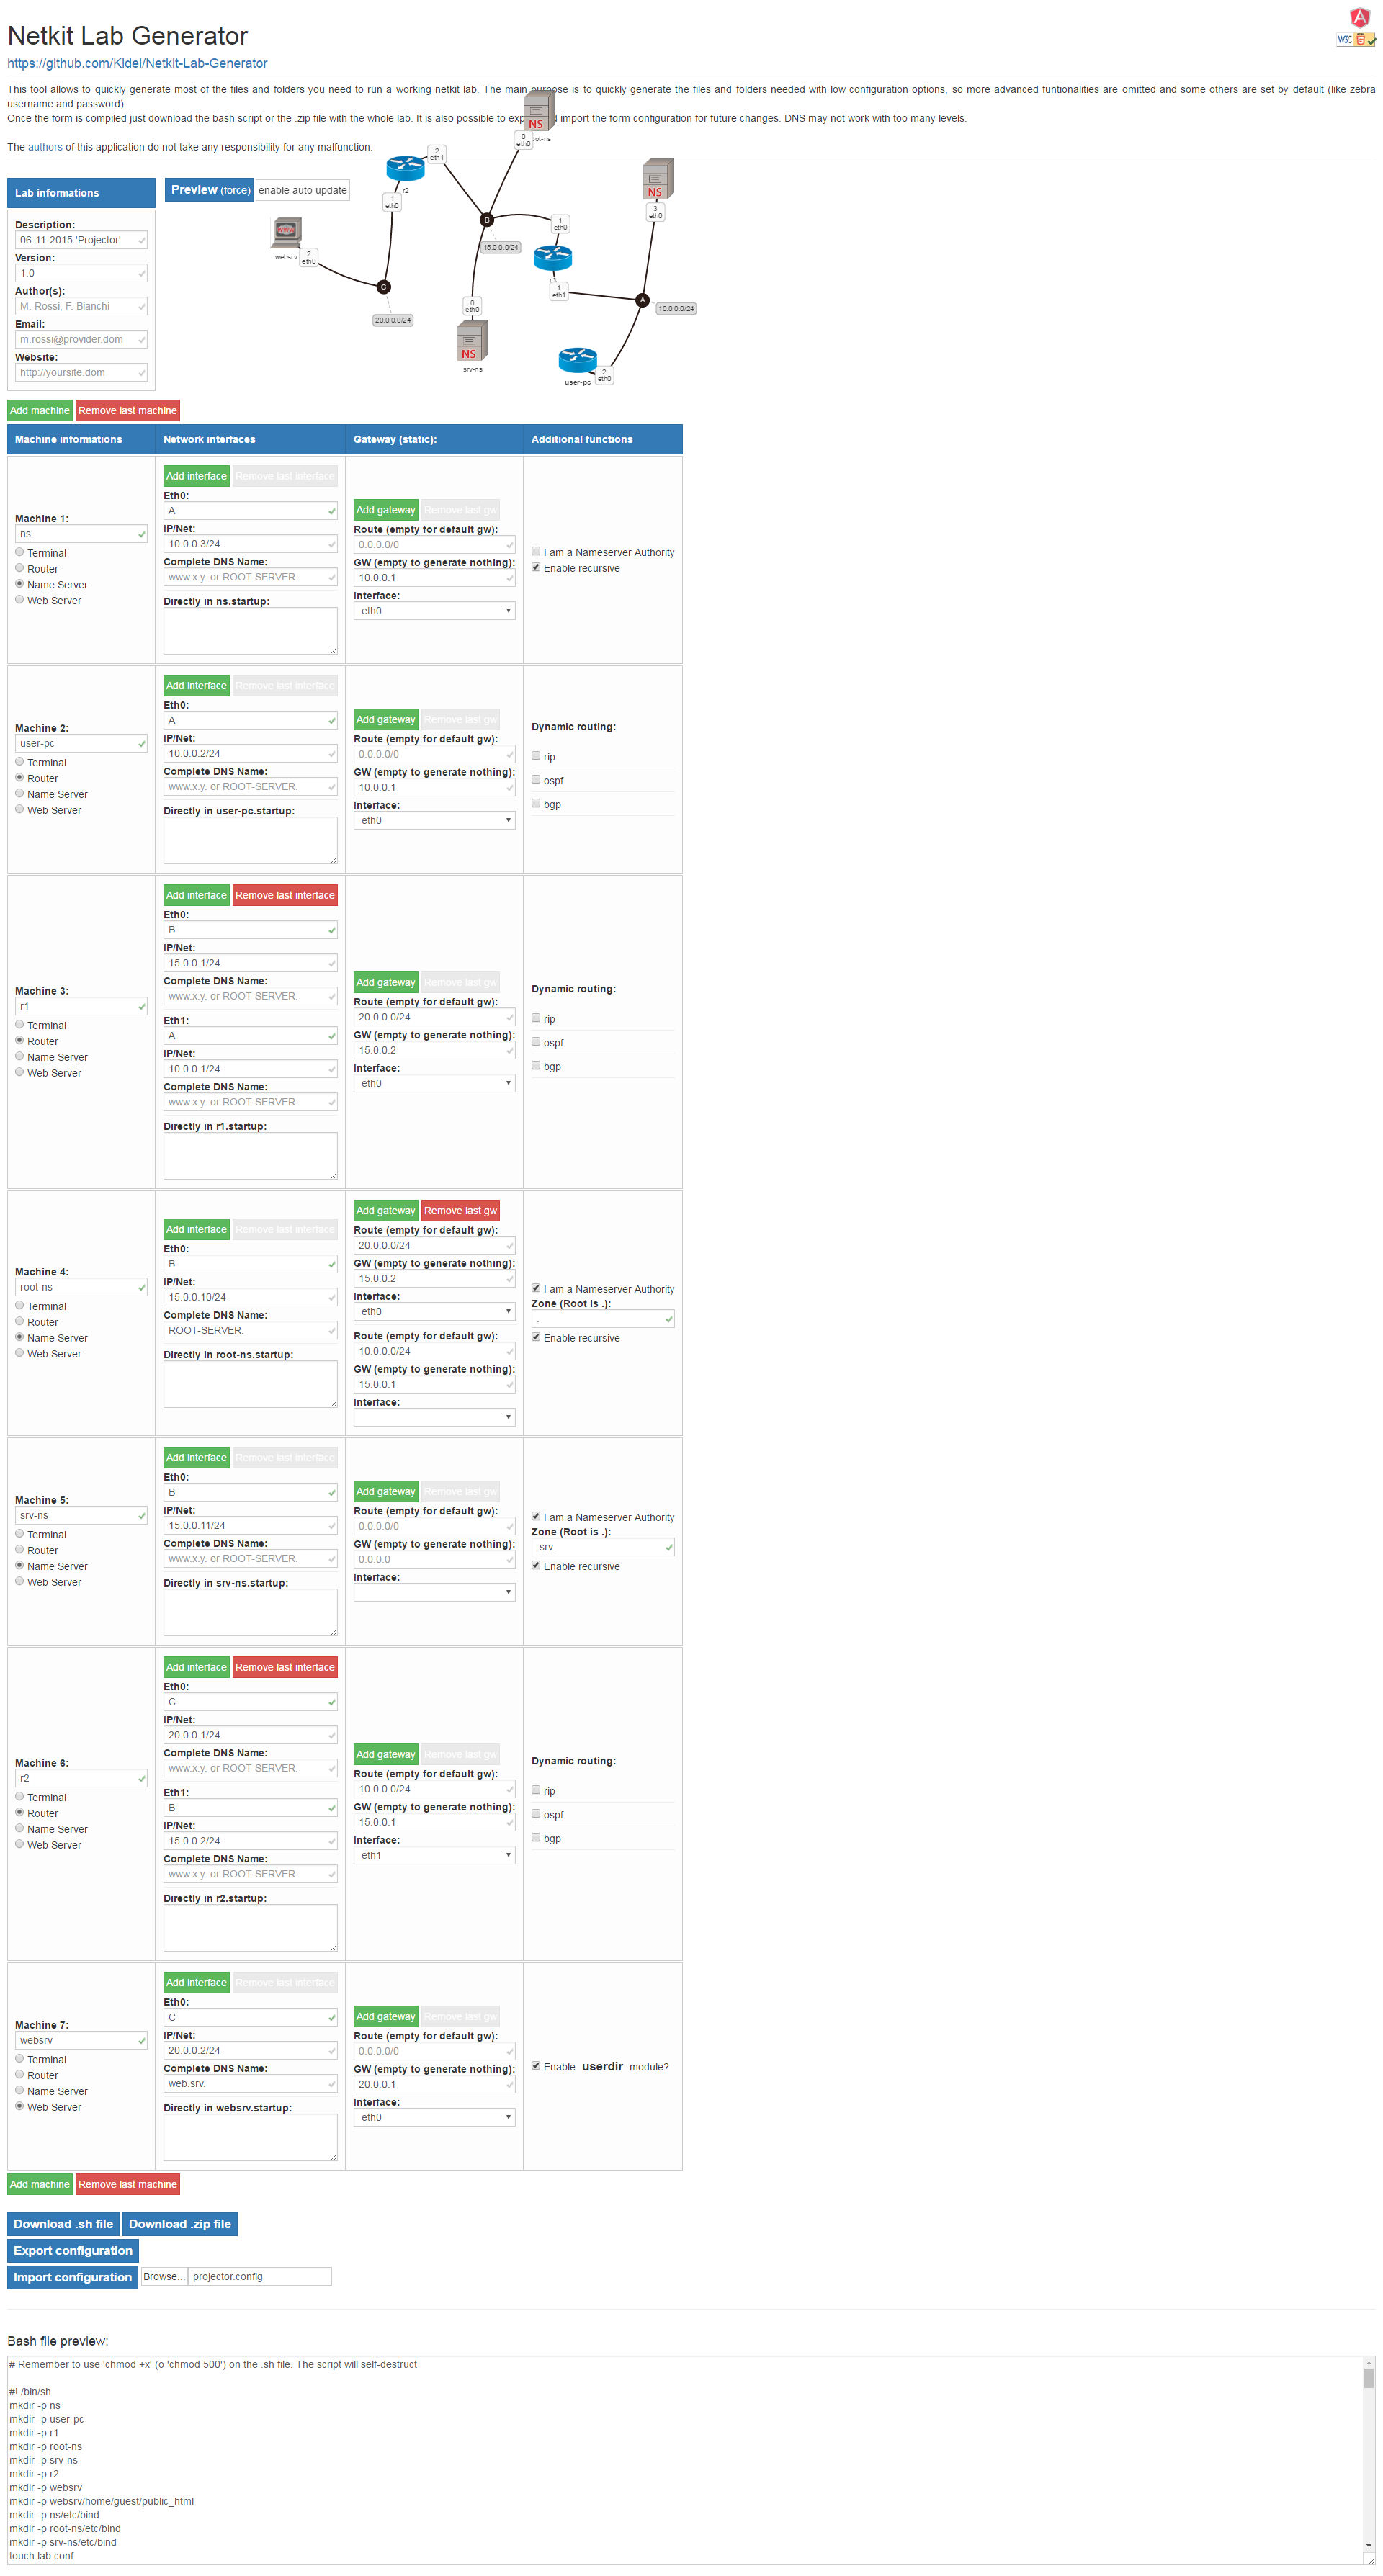 Netkit Lab Generator
https://github.com/Kidel/Netkit-Lab-Generator
W3C
This tool allows to quickly generate most of the files and folders you need to run a working netkit lab. The main purpose is to quickly generate the files and folders needed with low configuration options, so more advanced funtionalities are omitted and some others are set by default (like zebra
username and password).
Once the form is compiled just download the bash script or the .zip file with the whole lab. It is also possible to import the form configuration for future changes. DNS may not work with too many levels.
The authors of this application do not take any responsibility for any malfunction.
Lab informations
Description:
06-11-2015 'Projector'
Version:
1.0
Author(s):
M. Rossi, F. Bianchi
Email:
m.rossi@provider.dom
Website:
http://yoursite.dom
Preview (force) enable auto update
NS
0
eth0
2
eth1
r2
1
eth0
NS
3
eth0
WWW
websrv
2
eth0
B
15.0.0.0/24
1
eth0
1
eth1
C
20.0.0.0/24
A
10.0.0.0/24
0
eth0
NS
srv-ns
user-pc
2
eth0
Add machine Remove last machine
Machine informations Network interfaces Gateway (static): Additional functions
Machine 1:
ns
Terminal
Router
Name Server
Web Server
Add interface Remove last interface
Eth0:
A
IP/Net:
10.0.0.3/24
Complete DNS Name:
www.x.y. or ROOT-SERVER.
Directly in ns.startup:
Add gateway Remove last gw
Route (empty for default gw):
0.0.0.0/0
GW (empty to generate nothing):
10.0.0.1
Interface:
eth0
I am a Nameserver Authority
Enable recursive
Machine 2:
user-pc
Terminal
Router
Name Server
Web Server
Add interface Remove last interface
Eth0:
A
IP/Net:
10.0.0.2/24
Complete DNS Name:
www.x.y. or ROOT-SERVER.
Directly in user-pc.startup:
Add gateway Remove last gw
Route (empty for default gw):
0.0.0.0/0
GW (empty to generate nothing):
10.0.0.1
Interface:
eth0
Dynamic routing:
rip
ospf
bgp
Machine 3:
r1
Terminal
Router
Name Server
Web Server
Add interface Remove last interface
Eth0:
B
IP/Net:
15.0.0.1/24
Complete DNS Name:
www.x.y. or ROOT-SERVER.
Eth1:
A
IP/Net:
10.0.0.1/24
Complete DNS Name:
www.x.y. or ROOT-SERVER.
Directly in r1.startup:
Add gateway Remove last gw
Route (empty for default gw):
20.0.0.0/24
GW (empty to generate nothing):
15.0.0.2
Interface:
eth0
Dynamic routing:
rip
ospf
bgp
Machine 4:
root-ns
Terminal
Router
Name Server
Web Server
Add interface Remove last interface
Eth0:
B
IP/Net:
15.0.0.10/24
Complete DNS Name:
ROOT-SERVER.
Directly in root-ns.startup:
Add gateway Remove last gw
Route (empty for default gw):
20.0.0.0/24
GW (empty to generate nothing):
15.0.0.2
Interface:
eth0
Route (empty for default gw):
10.0.0.0/24
GW (empty to generate nothing):
15.0.0.1
Interface:
I am a Nameserver Authority
Zone (Root is .):
.
Enable recursive
Machine 5:
srv-ns
Terminal
Router
Name Server
Web Server
Add interface Remove last interface
Eth0:
B
IP/Net:
15.0.0.11/24
Complete DNS Name:
www.x.y. or ROOT-SERVER.
Directly in srv-ns.startup:
Add gateway Remove last gw
Route (empty for default gw):
0.0.0.0/0
GW (empty to generate nothing):
0.0.0.0
Interface:
I am a Nameserver Authority
Zone (Root is .):
.srv.
Enable recursive
Machine 6:
r2
Terminal
Router
Name Server
Web Server
Add interface Remove last interface
Eth0:
C
IP/Net:
20.0.0.1/24
Complete DNS Name:
www.x.y. or ROOT-SERVER.
Eth1:
B
IP/Net:
15.0.0.2/24
Complete DNS Name:
www.x.y. or ROOT-SERVER.
Directly in r2.startup:
Add gateway Remove last gw
Route (empty for default gw):
10.0.0.0/24
GW (empty to generate nothing):
15.0.0.1
Interface:
eth1
Dynamic routing:
rip
ospf
bgp
Machine 7:
websrv
Terminal
Router
Name Server
Web Server
Add interface Remove last interface
Eth0:
C
IP/Net:
20.0.0.2/24
Complete DNS Name:
web.srv.
Directly in websrv.startup:
Add gateway Remove last gw
Route (empty for default gw):
0.0.0.0/0
GW (empty to generate nothing):
20.0.0.1
Interface:
eth0
Enable userdir module?
Add machine Remove last machine
Download .sh file Download .zip file
Export configuration
Import configuration Browse... projector.config
Bash file preview:
# Remember to use 'chmod +x' (o 'chmod 500') on the .sh file. The script will self-destruct
#! /bin/sh
mkdir -p ns
mkdir -p user-pc
mkdir -p r1
mkdir -p root-ns
mkdir -p srv-ns
mkdir -p r2
mkdir -p websrv
mkdir -p websrv/home/guest/public_html
mkdir -p ns/etc/bind
mkdir -p root-ns/etc/bind
mkdir -p srv-ns/etc/bind
touch lab.conf